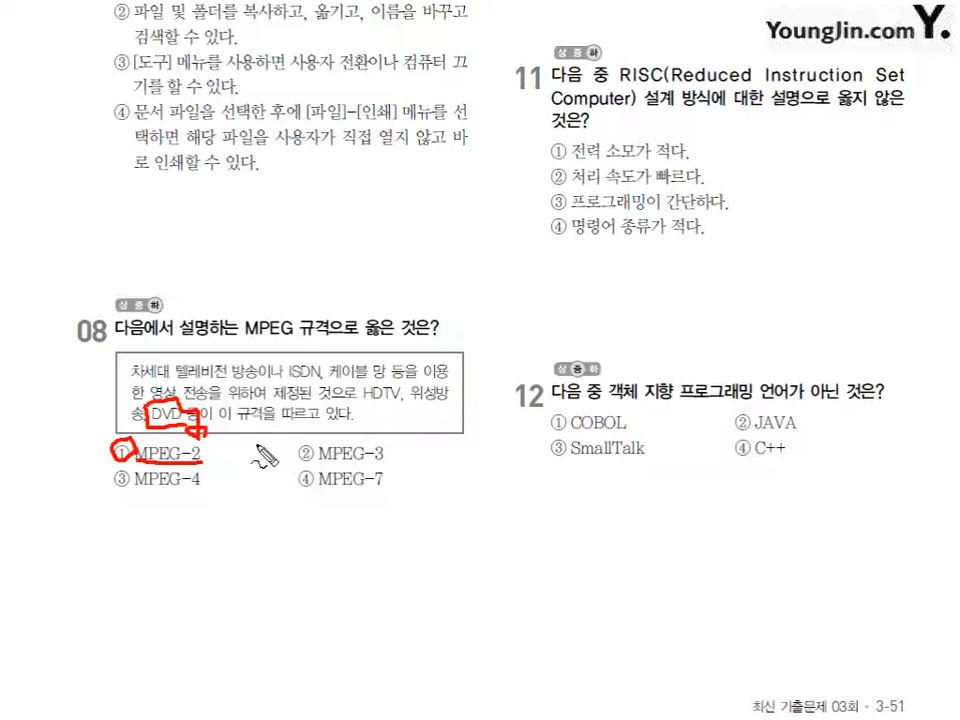 ② 파일 및 폴더를 복사하고, 옮기고, 이름을 바꾸고
검색할 수 있다.
③ [도구] 메뉴를 사용하면 사용자 전환이나 컴퓨터 끄
기를 할 수 있다.
④ 문서 파일을 선택한 후에 [파일]-[인쇄] 메뉴를 선
택하면 해당 파일을 사용자가 직접 열지 않고 바
로 인쇄할 수 있다.
상 중 하
08 다음에서 설명하는 MPEG 규격으로 옳은 것은?
차세대 텔레비전 방송이나 ISDN, 케이블 망 등을 이용
한 영상 전송을 위하여 제정된 것으로 HDTV, 위성방
송, DVD 등이 이 규격을 따르고 있다.
① MPEG-2 ② MPEG-3
③ MPEG-4 ④ MPEG-7
YoungJin.com Y.
상 중 하
11 다음 중 RISC(Reduced Instruction Set
Computer) 설계 방식에 대한 설명으로 옳지 않은
것은?
① 전력 소모가 적다.
② 처리 속도가 빠르다.
③ 프로그래밍이 간단하다.
④ 명령어 종류가 적다.
상 중 하
12 다음 중 객체 지향 프로그래밍 언어가 아닌 것은?
① COBOL ② JAVA
③ SmallTalk ④ C++
최신 기출문제 03회 • 3-51